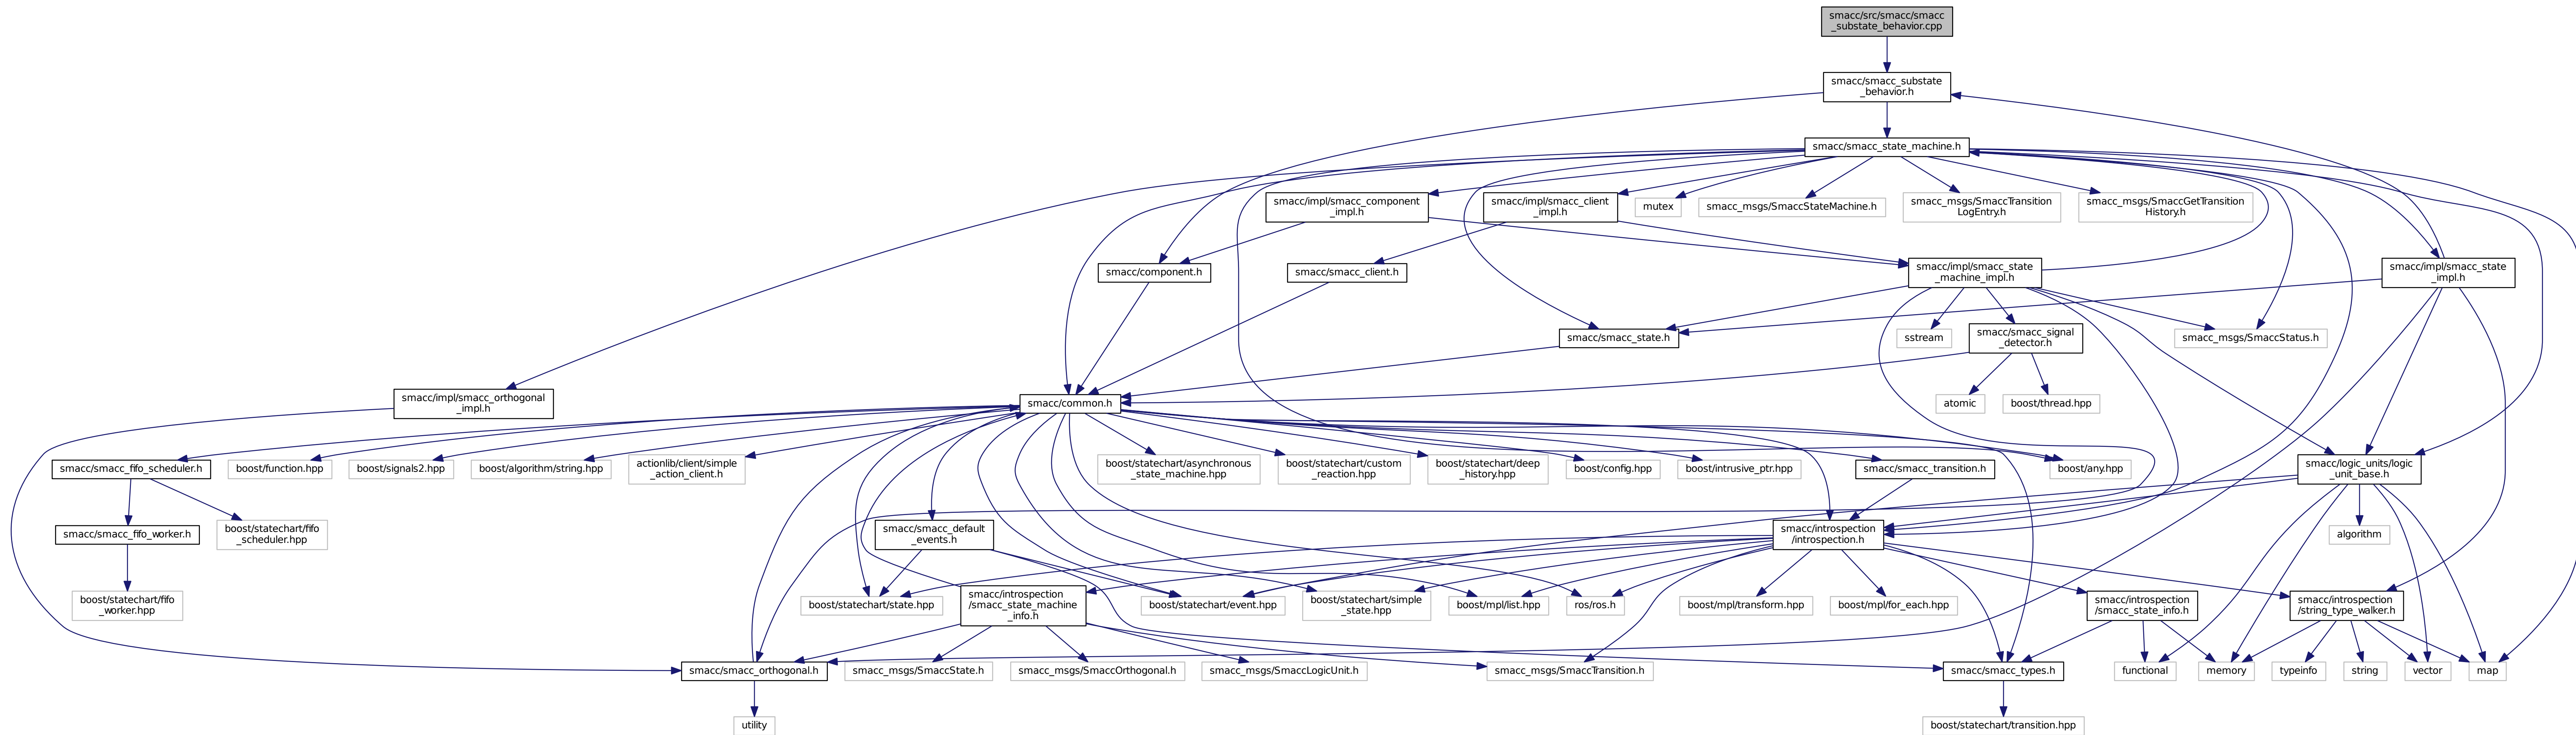 smacc/src/smacc/smacc
_substate_behavior.cpp
smacc/smacc_substate
_behavior.h
smacc/smacc_state_machine.h
smacc/impl/smacc_component
_impl.h
smacc/impl/smacc_client
_impl.h
mutex
smacc_msgs/SmaccStateMachine.h
smacc_msgs/SmaccTransition
LogEntry.h
smacc_msgs/SmaccGetTransition
History.h
smacc/component.h
smacc/smacc_client.h
smacc/impl/smacc_state
_machine_impl.h
smacc/impl/smacc_state
_impl.h
smacc/smacc_state.h
sstream
smacc/smacc_signal
_detector.h
smacc_msgs/SmaccStatus.h
smacc/impl/smacc_orthogonal
_impl.h
smacc/common.h
atomic
boost/thread.hpp
smacc/smacc_fifo_scheduler.h
boost/function.hpp
boost/signals2.hpp
boost/algorithm/string.hpp
actionlib/client/simple
_action_client.h
boost/statechart/asynchronous
_state_machine.hpp
boost/statechart/custom
_reaction.hpp
boost/statechart/deep
_history.hpp
boost/config.hpp
boost/intrusive_ptr.hpp
smacc/smacc_transition.h
boost/any.hpp
smacc/logic_units/logic
_unit_base.h
smacc/smacc_fifo_worker.h
boost/statechart/fifo
_scheduler.hpp
smacc/smacc_default
_events.h
smacc/introspection
/introspection.h
algorithm
boost/statechart/fifo
_worker.hpp
boost/statechart/state.hpp
smacc/introspection
/smacc_state_machine
_info.h
boost/statechart/event.hpp
boost/statechart/simple
_state.hpp
boost/mpl/list.hpp
ros/ros.h
boost/mpl/transform.hpp
boost/mpl/for_each.hpp
smacc/introspection
/smacc_state_info.h
smacc/introspection
/string_type_walker.h
smacc/smacc_orthogonal.h
smacc_msgs/SmaccState.h
smacc_msgs/SmaccOrthogonal.h
smacc_msgs/SmaccLogicUnit.h
smacc_msgs/SmaccTransition.h
smacc/smacc_types.h
functional
memory
typeinfo
string
vector
map
utility
boost/statechart/transition.hpp